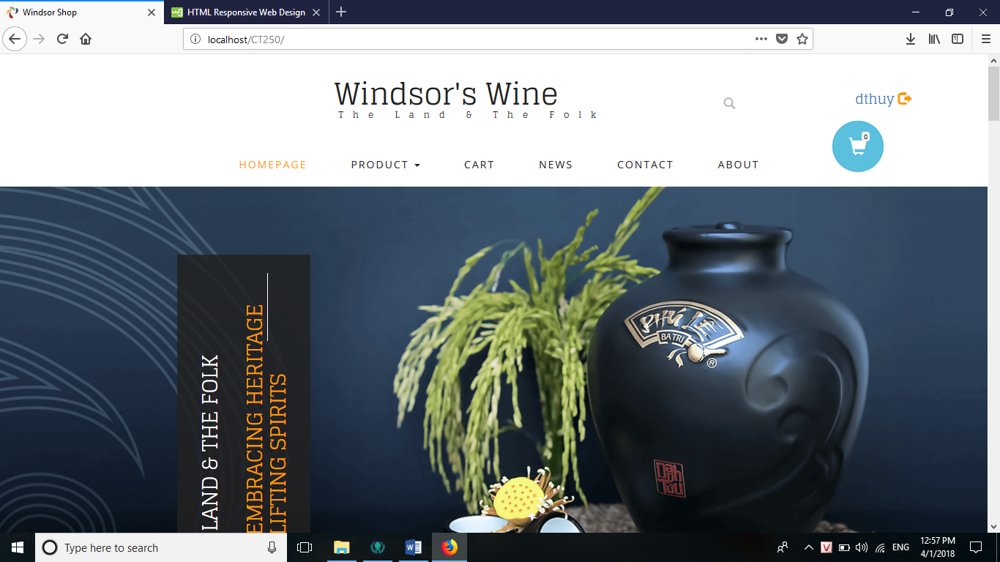 Windsor Shop
HTML Responsive Web Design
localhost/CT250/
Windsor's Wine
The Land & The Folk
dthuy
0
HOMEPAGE
PRODUCT
CART
NEWS
CONTACT
ABOUT
LAND & THE FOLK
EMBRACING HERITAGE
LIFTING SPIRITS
PHÚ LỄ
BA TRI
®
Type here to search
ENG
12:57 PM
4/1/2018